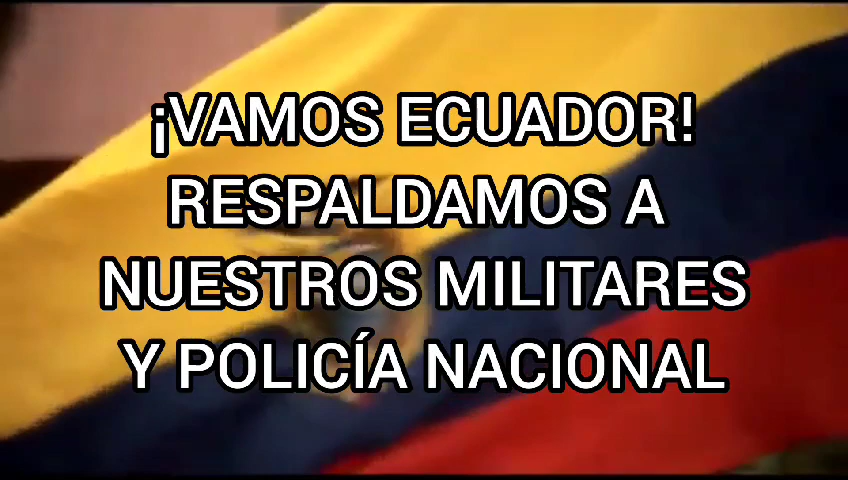 ¡VAMOS ECUADOR!
RESPALDAMOS A
NUESTROS MILITARES
Y POLICÍA NACIONAL